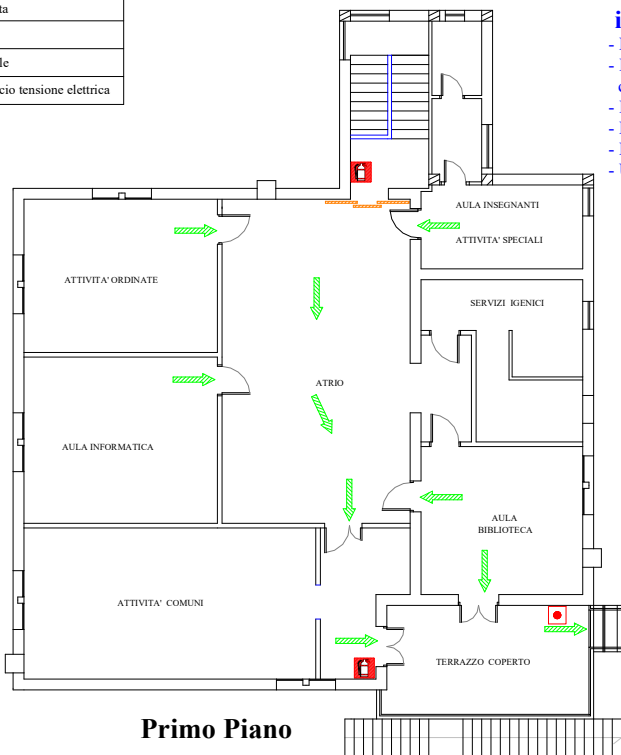 le
cio tensione elettrica
AULA INSEGNANTI
ATTIVITA' SPECIALI
ATTIVITA' ORDINATE
SERVIZI IGENICI
ATRIO
AULA INFORMATICA
AULA
BIBLIOTECA
ATTIVITA' COMUNI
TERRAZZO COPERTO
Primo Piano